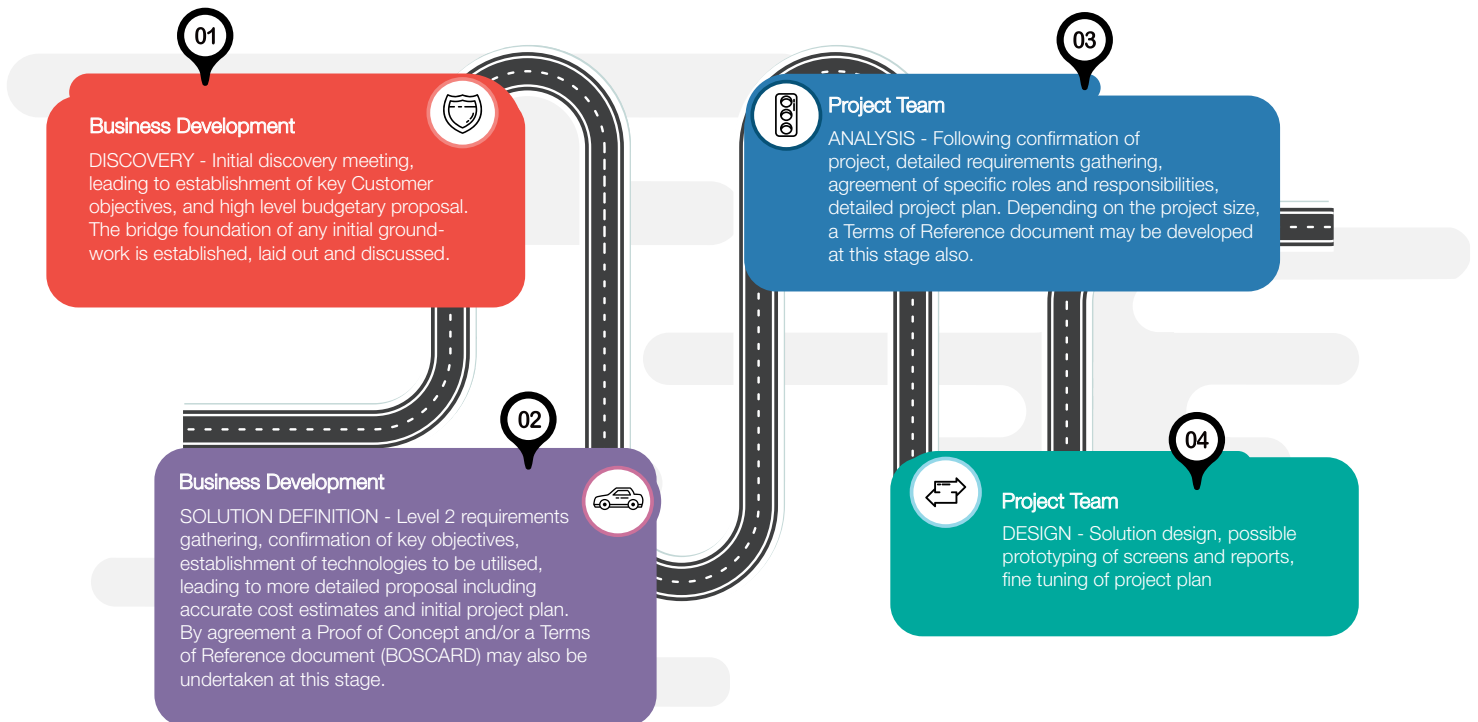 01
Business Development
DISCOVERY - Initial discovery meeting,
leading to establishment of key Customer
objectives, and high level budgetary proposal.
The bridge foundation of any initial ground-
work is established, laid out and discussed.
02
Business Development
SOLUTION DEFINITION - Level 2 requirements
gathering, confirmation of key objectives,
establishment of technologies to be utilised,
leading to more detailed proposal including
accurate cost estimates and initial project plan.
By agreement a Proof of Concept and/or a Terms
of Reference document (BOSCARD) may also be
undertaken at this stage.
03
Project Team
ANALYSIS - Following confirmation of
project, detailed requirements gathering,
agreement of specific roles and responsibilities,
detailed project plan. Depending on the project size,
a Terms of Reference document may be developed
at this stage also.
04
Project Team
DESIGN - Solution design, possible
prototyping of screens and reports,
fine tuning of project plan